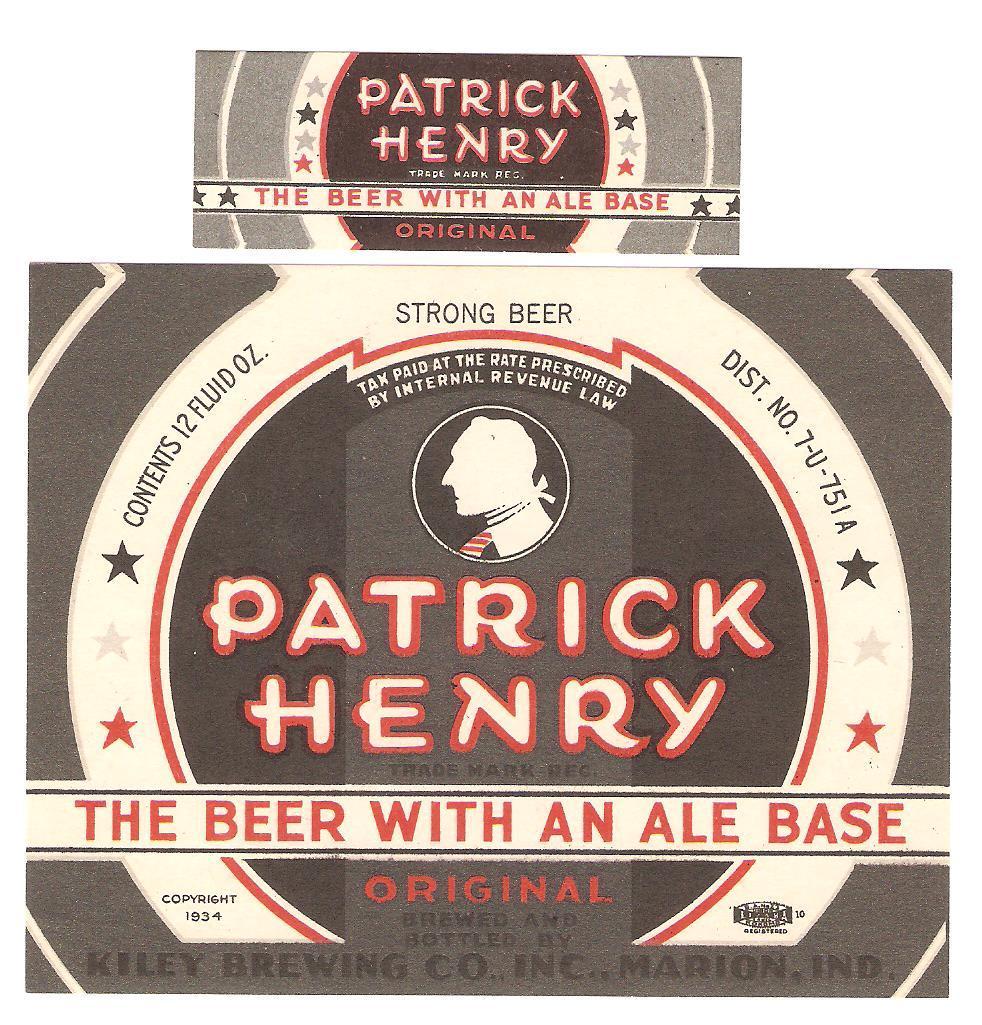 PATRICK
HENRY
TRADE MARK REG.
THE BEER WITH AN ALE BASE
ORIGINAL
STRONG BEER
CONTENTS 12 FLUID OZ.
DIST. NO. 7-U-751A
TAX PAID AT THE RATE PRESCRIBED
BY INTERNAL REVENUE LAW
PATRICK
HENRY
TRADE MARK REG.
THE BEER WITH AN ALE BASE
ORIGINAL
COPYRIGHT
1934
10
REGISTERED
BREWED AND
BOTTLED BY
KILEY BREWING CO., INC., MARION, IND.